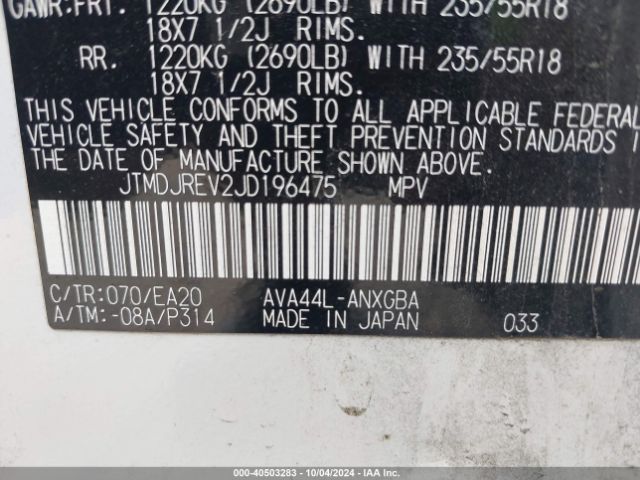 GAWR:FRT. 1220KG (2690LB) WITH 235/55R18
18X7 1/2J RIMS.
RR. 1220KG (2690LB) WITH 235/55R18
18X7 1/2J RIMS.
THIS VEHICLE CONFORMS TO ALL APPLICABLE FEDERAL
VEHICLE SAFETY AND THEFT PREVENTION STANDARDS I
THE DATE OF MANUFACTURE SHOWN ABOVE.
JTMDJREV2JD196475 MPV
C/TR:070/EA20 AVA44L-ANXGBA
A/TM:-08A/P314 MADE IN JAPAN 033
000-40503283 | 10/04/2024 | IAA Inc.